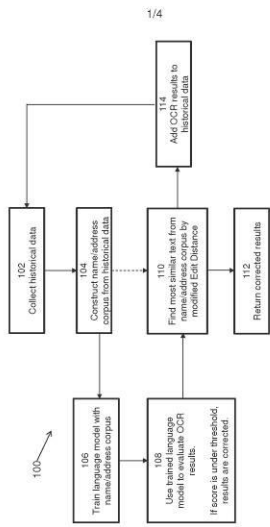 1/4
100
102
Collect historical data
104
Construct name/address
corpus from historical data
106
Train language model with
name/address corpus
108
Use trained language
model to evaluate OCR
results.
If score is under threshold,
results are corrected.
110
Find most similar text from
name/address corpus by
modified Edit Distance
112
Return corrected results
114
Add OCR results to
historical data